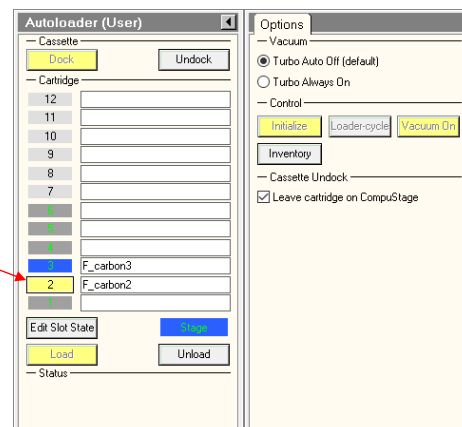 Autoloader (User)
Cassette
Dock
Undock
Cartridge
12
11
10
9
8
7
6
5
4
3 F_carbon3
2 F_carbon2
1
Edit Slot State
Stage
Load
Unload
Status
Options
Vacuum
Turbo Auto Off (default)
Turbo Always On
Control
Initialize
Loader-cycle
Vacuum On
Inventory
Cassette Undock
Leave cartridge on CompuStage